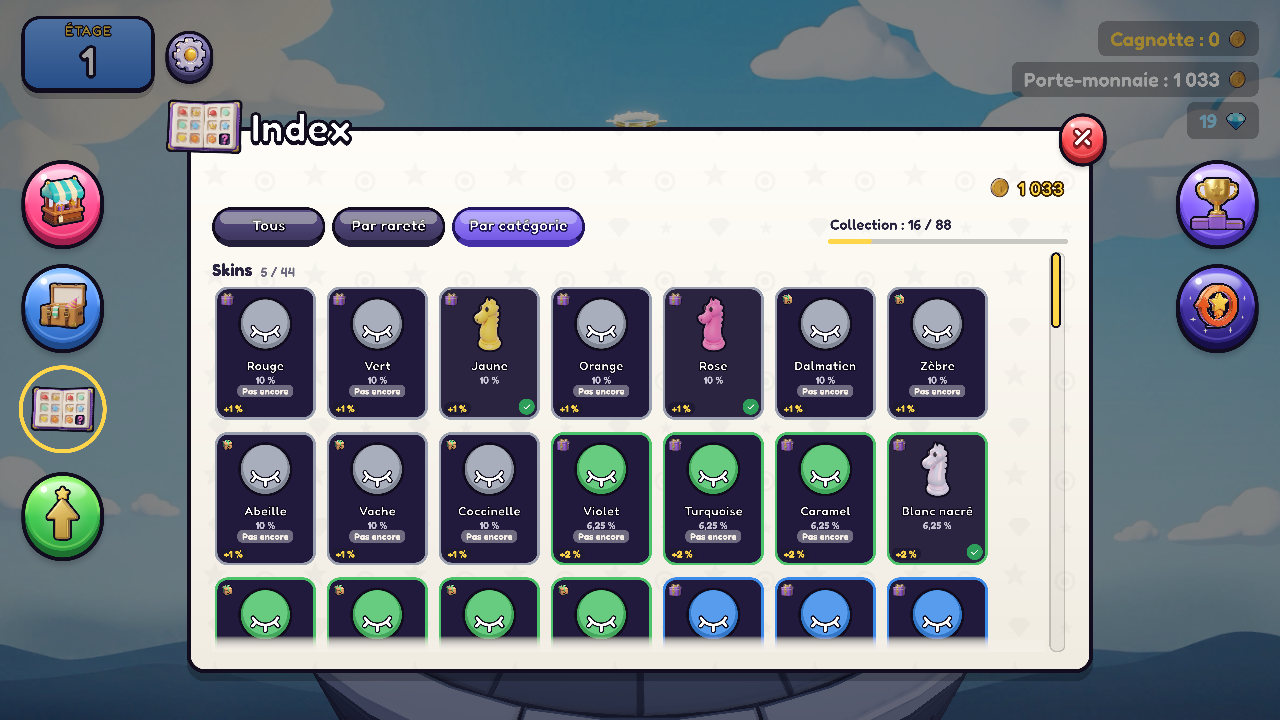 ÉTAGE
1
Cagnotte : 0
Porte-monnaie : 1 033
19
Index
1 033
Tous
Par rareté
Par catégorie
Collection : 16 / 88
Skins 5 / 44
Rouge
10 %
Pas encore
+1 %
Vert
10 %
Pas encore
+1 %
Jaune
10 %
+1 %
Orange
10 %
Pas encore
+1 %
Rose
10 %
+1 %
Dalmatien
10 %
Pas encore
+1 %
Zèbre
10 %
Pas encore
+1 %
Abeille
10 %
Pas encore
+1 %
Vache
10 %
Pas encore
+1 %
Coccinelle
10 %
Pas encore
+1 %
Violet
6,25 %
Pas encore
+2 %
Turquoise
6,25 %
Pas encore
+2 %
Caramel
6,25 %
Pas encore
+2 %
Blanc nacré
6,25 %
+2 %